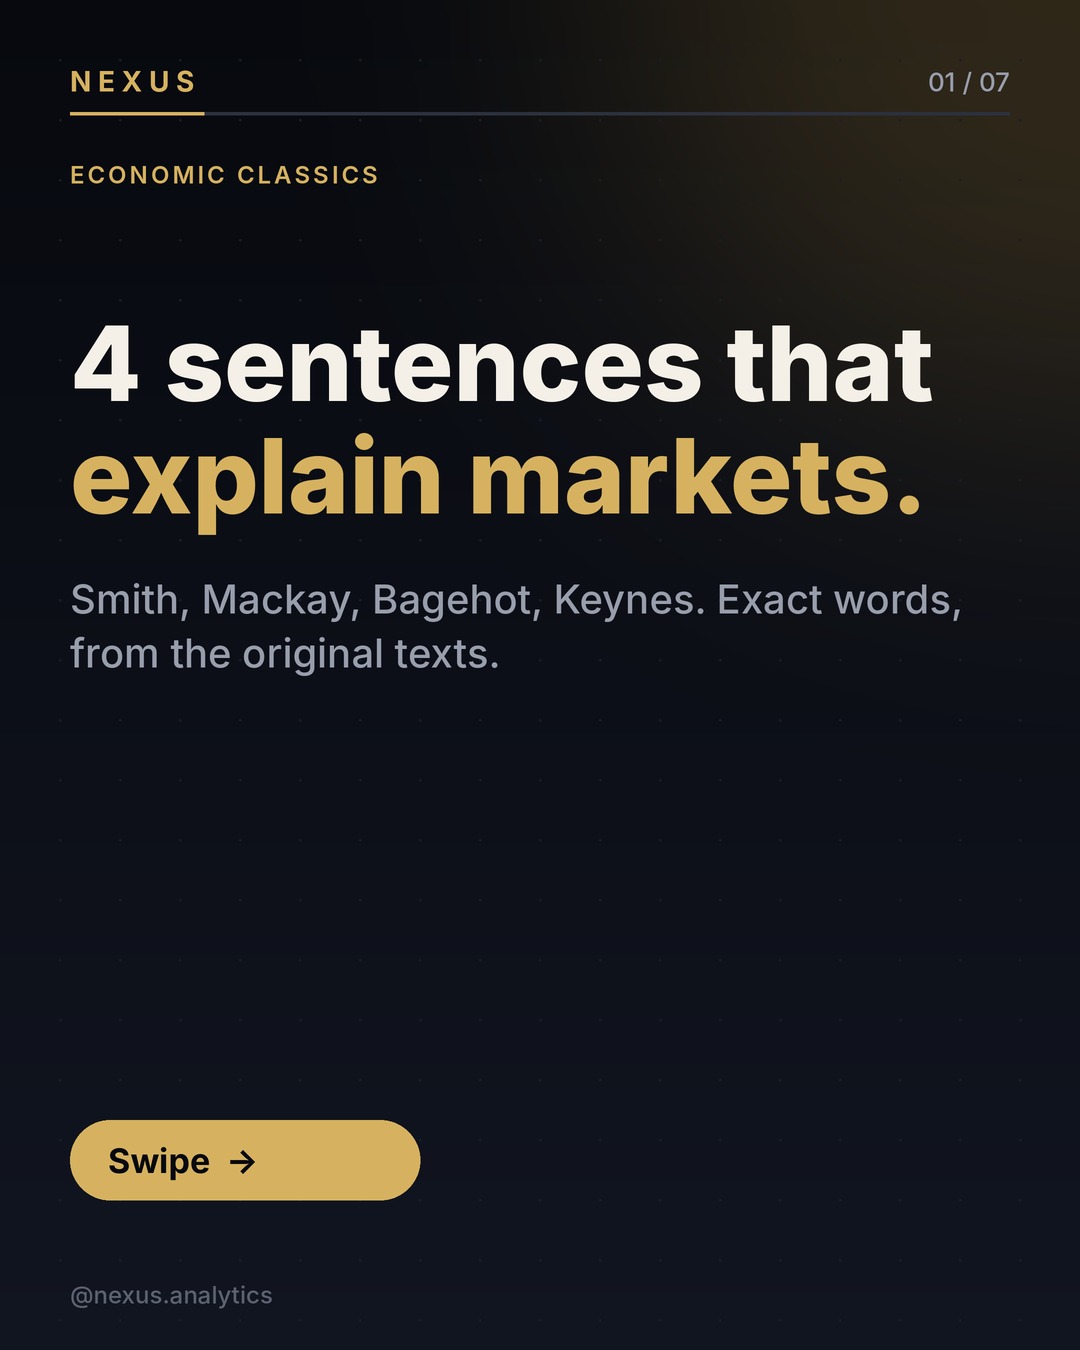 NEXUS
01 / 07
ECONOMIC CLASSICS
4 sentences that
explain markets.
Smith, Mackay, Bagehot, Keynes. Exact words,
from the original texts.
Swipe →
@nexus.analytics